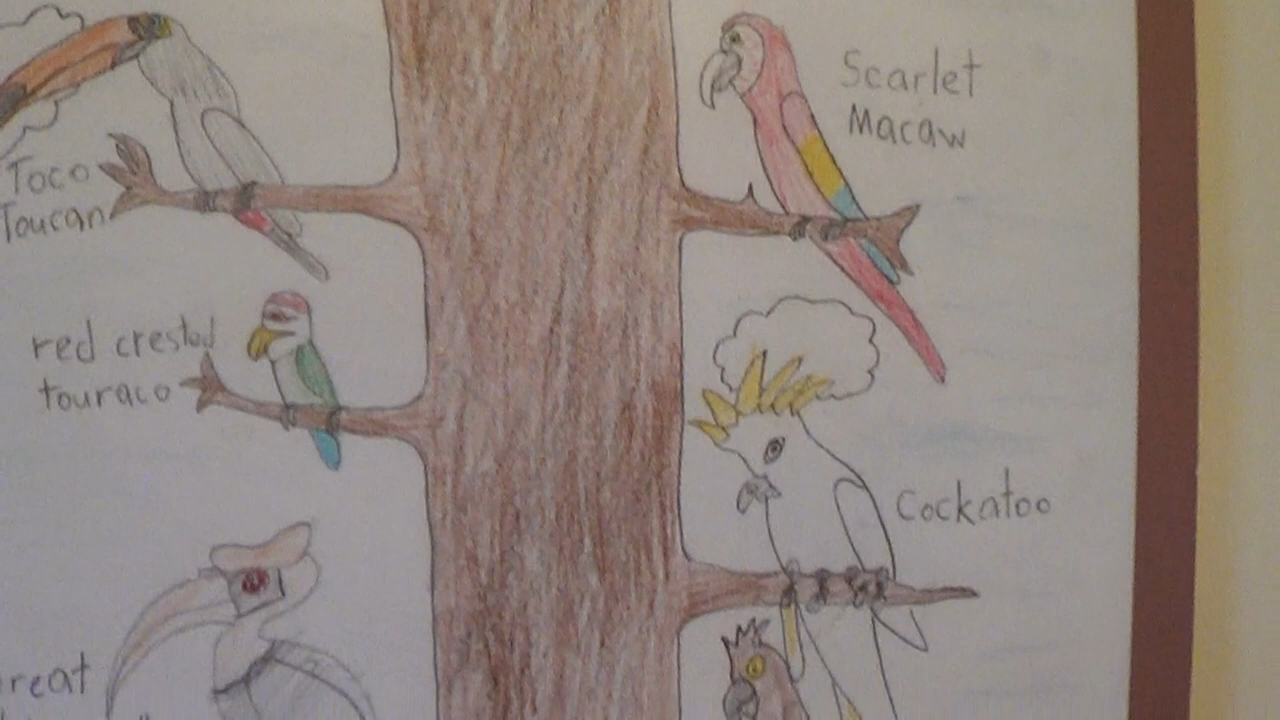 Toco
Toucan
red crested
touraco
reat
Scarlet
Macaw
Cockatoo